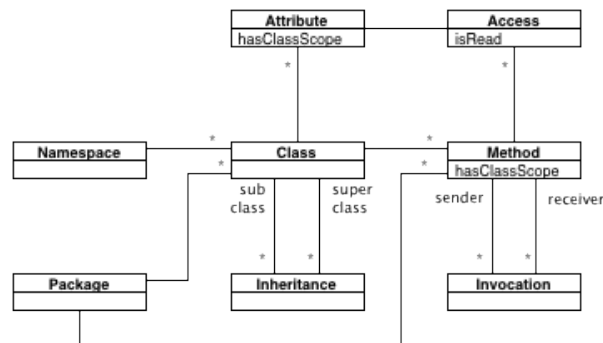 Attribute
hasClassScope
Access
isRead
*
*
Namespace
*
*
Class
*
*
Method
hasClassScope
sub
class
super
class
sender
receiver
*
*
*
*
Package
Inheritance
Invocation